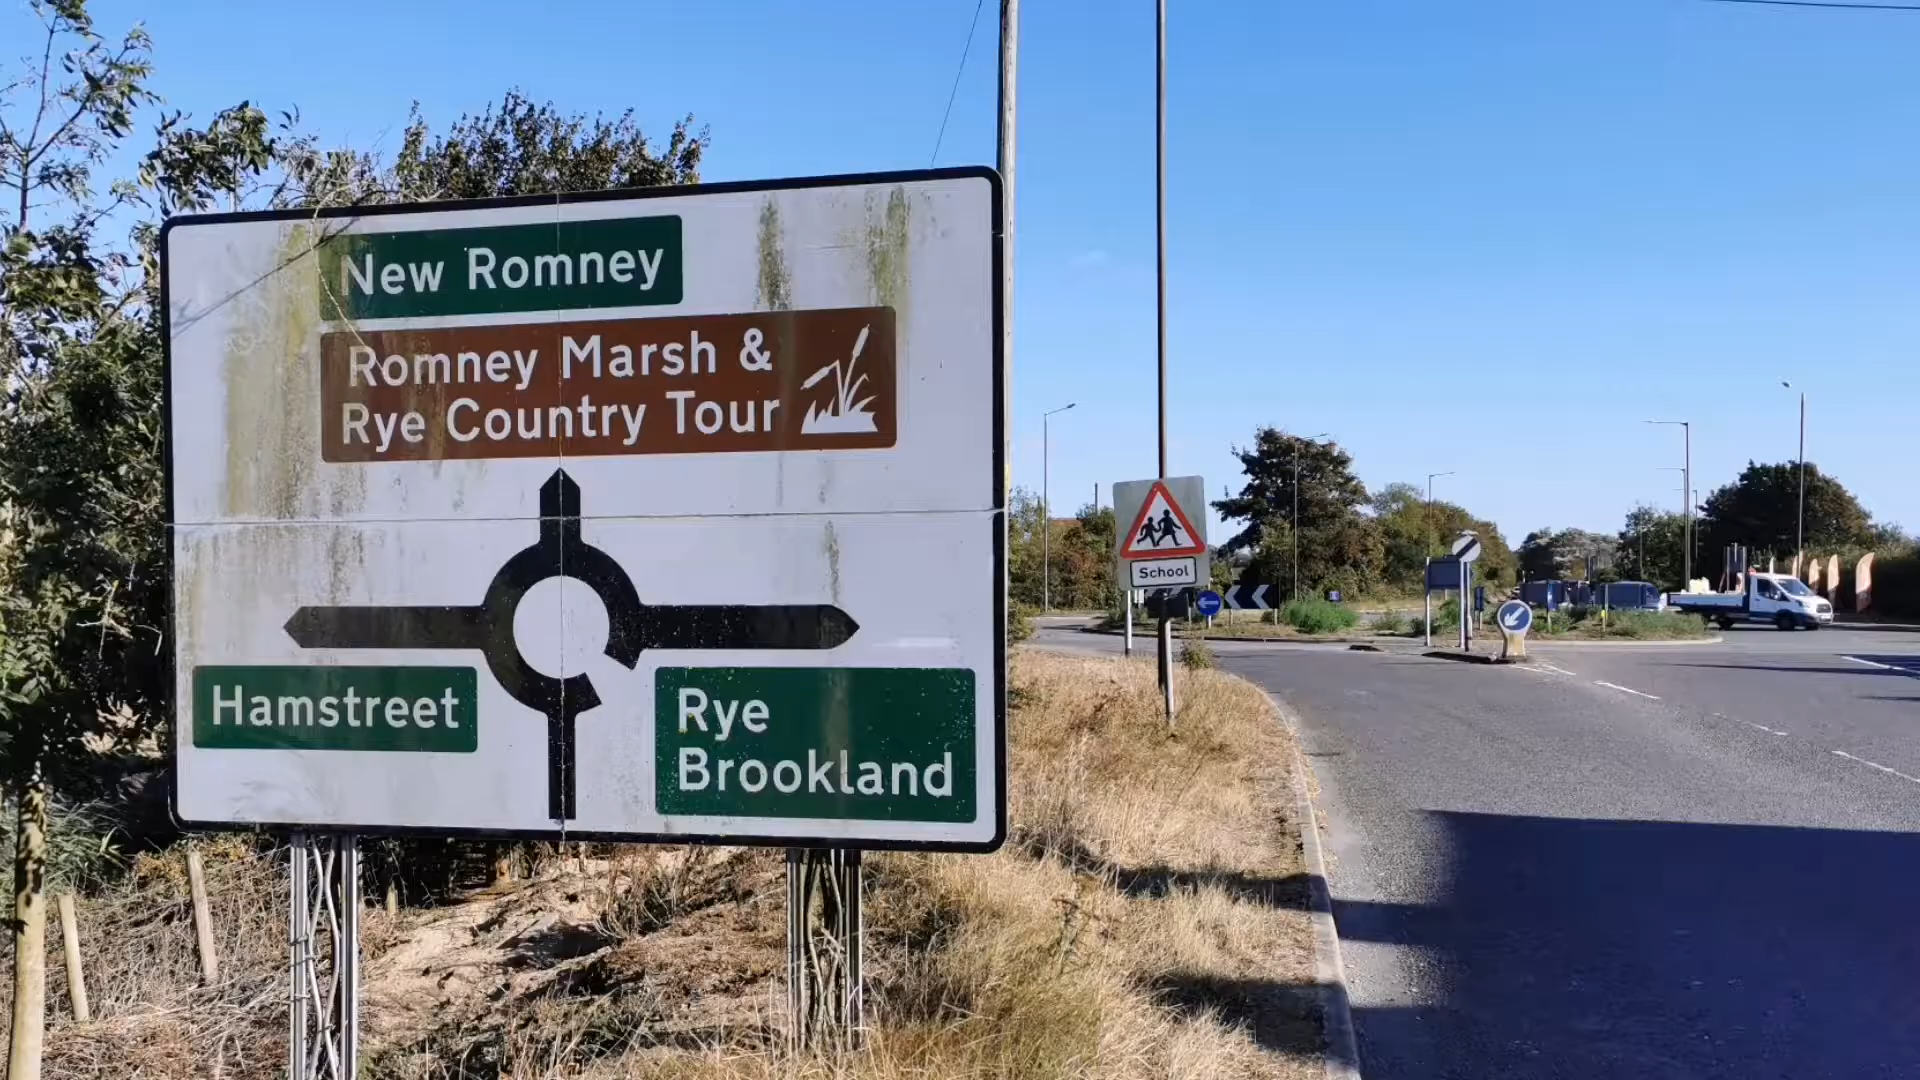 New Romney
Romney Marsh &
Rye Country Tour
Hamstreet
Rye
Brookland
School